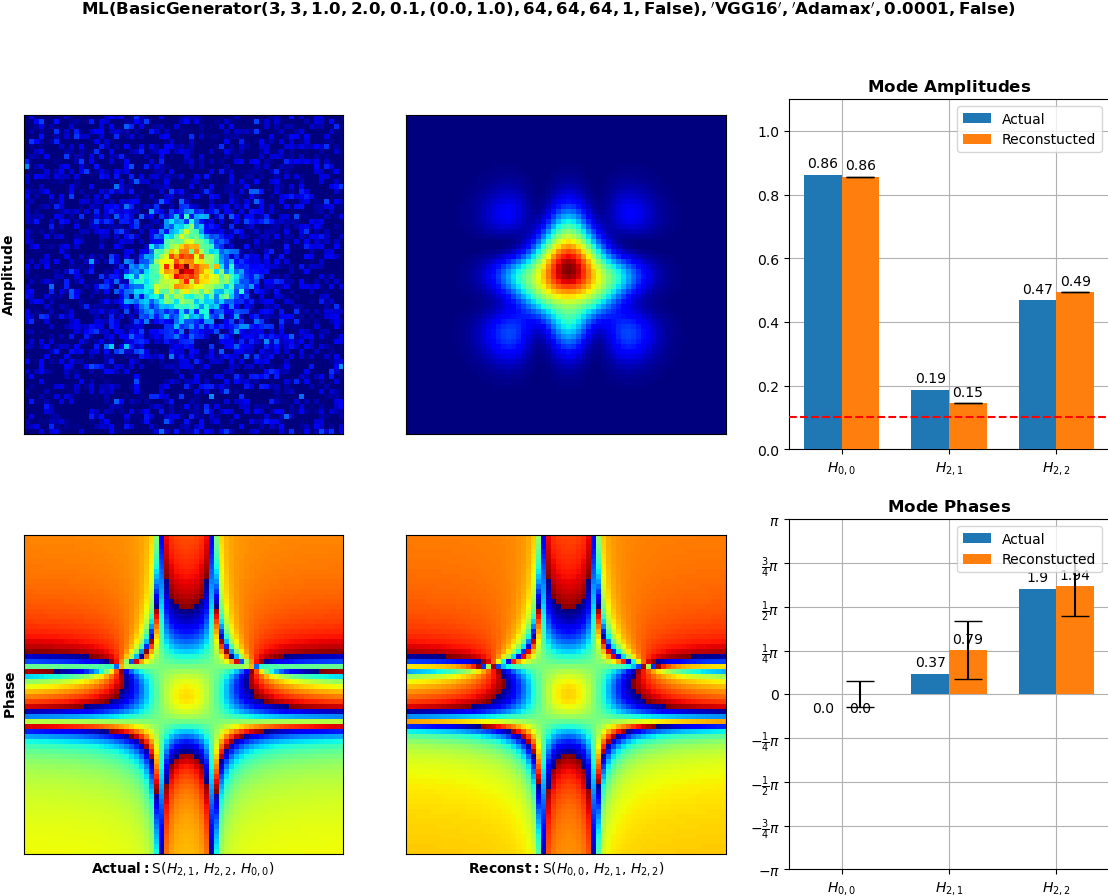 ML(BasicGenerator(3, 3, 1.0, 2.0, 0.1, (0.0, 1.0), 64, 64, 64, 1, False), ′VGG16′, ′Adamax′, 0.0001, False)
Amplitude
Mode Amplitudes
Actual
Reconstucted
1.0
0.8
0.6
0.4
0.2
0.0
0.86
0.86
0.19
0.15
0.47
0.49
H0,0
H2,1
H2,2
Phase
Actual: S(H2,1, H2,2, H0,0)
Reconst: S(H0,0, H2,1, H2,2)
Mode Phases
Actual
Reconstucted
π
3/4π
1/2π
1/4π
0
−1/4π
−1/2π
−3/4π
−π
0.0
0.0
0.37
0.79
1.9
1.94
H0,0
H2,1
H2,2